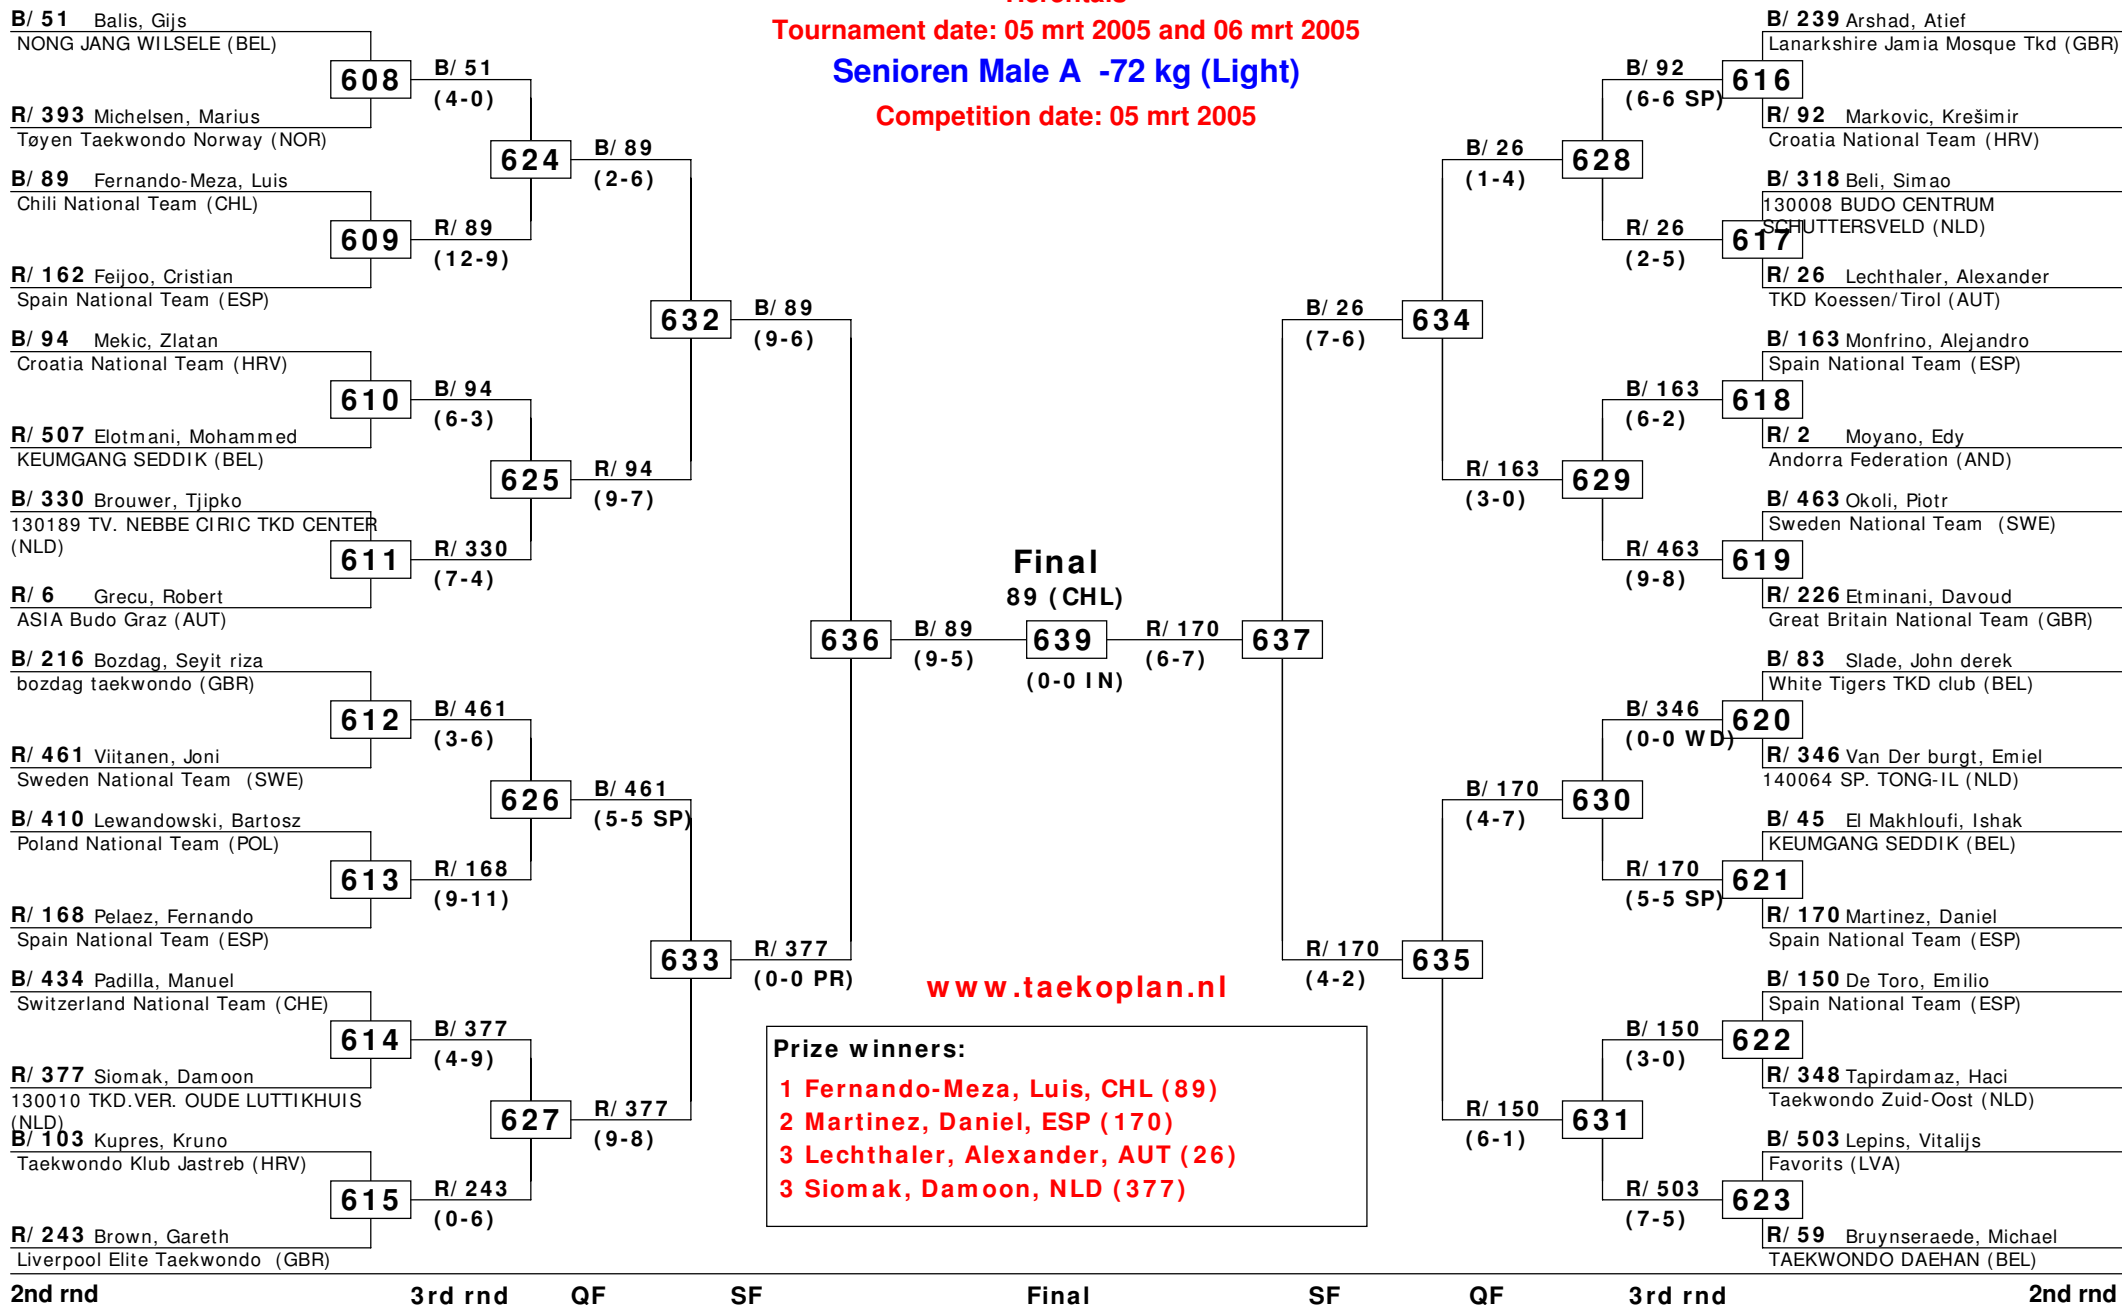 Tournament date: 05 mrt 2005 and 06 mrt 2005
Senioren Male A -72 kg (Light)
Competition date: 05 mrt 2005
B/ 51 Balis, Gijs
NONG JANG WILSELE (BEL)
608
R/ 393 Michelsen, Marius
Tøyen Taekwondo Norway (NOR)
B/ 89 Fernando-Meza, Luis
Chili National Team (CHL)
609
R/ 162 Feijoo, Cristian
Spain National Team (ESP)
B/ 94 Mekic, Zlatan
Croatia National Team (HRV)
610
R/ 507 Elotmani, Mohammed
KEUMGANG SEDDIK (BEL)
B/ 330 Brouwer, Tjipko
130189 TV. NEBBE CIRIC TKD CENTER
(NLD)
611
R/ 6 Grecu, Robert
ASIA Budo Graz (AUT)
B/ 216 Bozdag, Seyit riza
bozdag taekwondo (GBR)
612
R/ 461 Viitanen, Joni
Sweden National Team (SWE)
B/ 410 Lewandowski, Bartosz
Poland National Team (POL)
613
R/ 168 Pelaez, Fernando
Spain National Team (ESP)
B/ 434 Padilla, Manuel
Switzerland National Team (CHE)
614
R/ 377 Siomak, Damoon
130010 TKD.VER. OUDE LUTTIKHUIS
(NLD)
B/ 103 Kupres, Kruno
Taekwondo Klub Jastreb (HRV)
615
R/ 243 Brown, Gareth
Liverpool Elite Taekwondo (GBR)
B/ 51
(4-0)
624
R/ 89
(12-9)
B/ 94
(6-3)
625
R/ 330
(7-4)
B/ 461
(3-6)
626
R/ 168
(9-11)
B/ 377
(4-9)
627
R/ 243
(0-6)
B/ 89
(2-6)
632
R/ 94
(9-7)
B/ 461
(5-5 SP)
633
R/ 377
(9-8)
B/ 89
(9-6)
636
R/ 377
(0-0 PR)
Final
89 (CHL)
B/ 89
(9-5)
639
(0-0 IN)
R/ 170
(6-7)
B/ 26
(7-6)
637
R/ 170
(4-2)
B/ 26
(1-4)
634
R/ 163
(3-0)
B/ 170
(4-7)
635
R/ 150
(6-1)
B/ 92
(6-6 SP)
628
R/ 26
(2-5)
B/ 163
(6-2)
629
R/ 463
(9-8)
B/ 346
(0-0 WD)
630
R/ 170
(5-5 SP)
B/ 150
(3-0)
631
R/ 503
(7-5)
B/ 239 Arshad, Atief
Lanarkshire Jamia Mosque Tkd (GBR)
616
R/ 92 Markovic, Krešimir
Croatia National Team (HRV)
B/ 318 Beli, Simao
130008 BUDO CENTRUM
SCHUTTERSVELD (NLD)
617
R/ 26 Lechthaler, Alexander
TKD Koessen/Tirol (AUT)
B/ 163 Monfrino, Alejandro
Spain National Team (ESP)
618
R/ 2 Moyano, Edy
Andorra Federation (AND)
B/ 463 Okoli, Piotr
Sweden National Team (SWE)
619
R/ 226 Etminani, Davoud
Great Britain National Team (GBR)
B/ 83 Slade, John derek
White Tigers TKD club (BEL)
620
R/ 346 Van Der burgt, Emiel
140064 SP. TONG-IL (NLD)
B/ 45 El Makhloufi, Ishak
KEUMGANG SEDDIK (BEL)
621
R/ 170 Martinez, Daniel
Spain National Team (ESP)
B/ 150 De Toro, Emilio
Spain National Team (ESP)
622
R/ 348 Tapirdamaz, Haci
Taekwondo Zuid-Oost (NLD)
B/ 503 Lepins, Vitalijs
Favorits (LVA)
623
R/ 59 Bruynseraede, Michael
TAEKWONDO DAEHAN (BEL)
www.taekoplan.nl
Prize winners:
1 Fernando-Meza, Luis, CHL (89)
2 Martinez, Daniel, ESP (170)
3 Lechthaler, Alexander, AUT (26)
3 Siomak, Damoon, NLD (377)
2nd rnd 3rd rnd QF SF Final SF QF 3rd rnd 2nd rnd